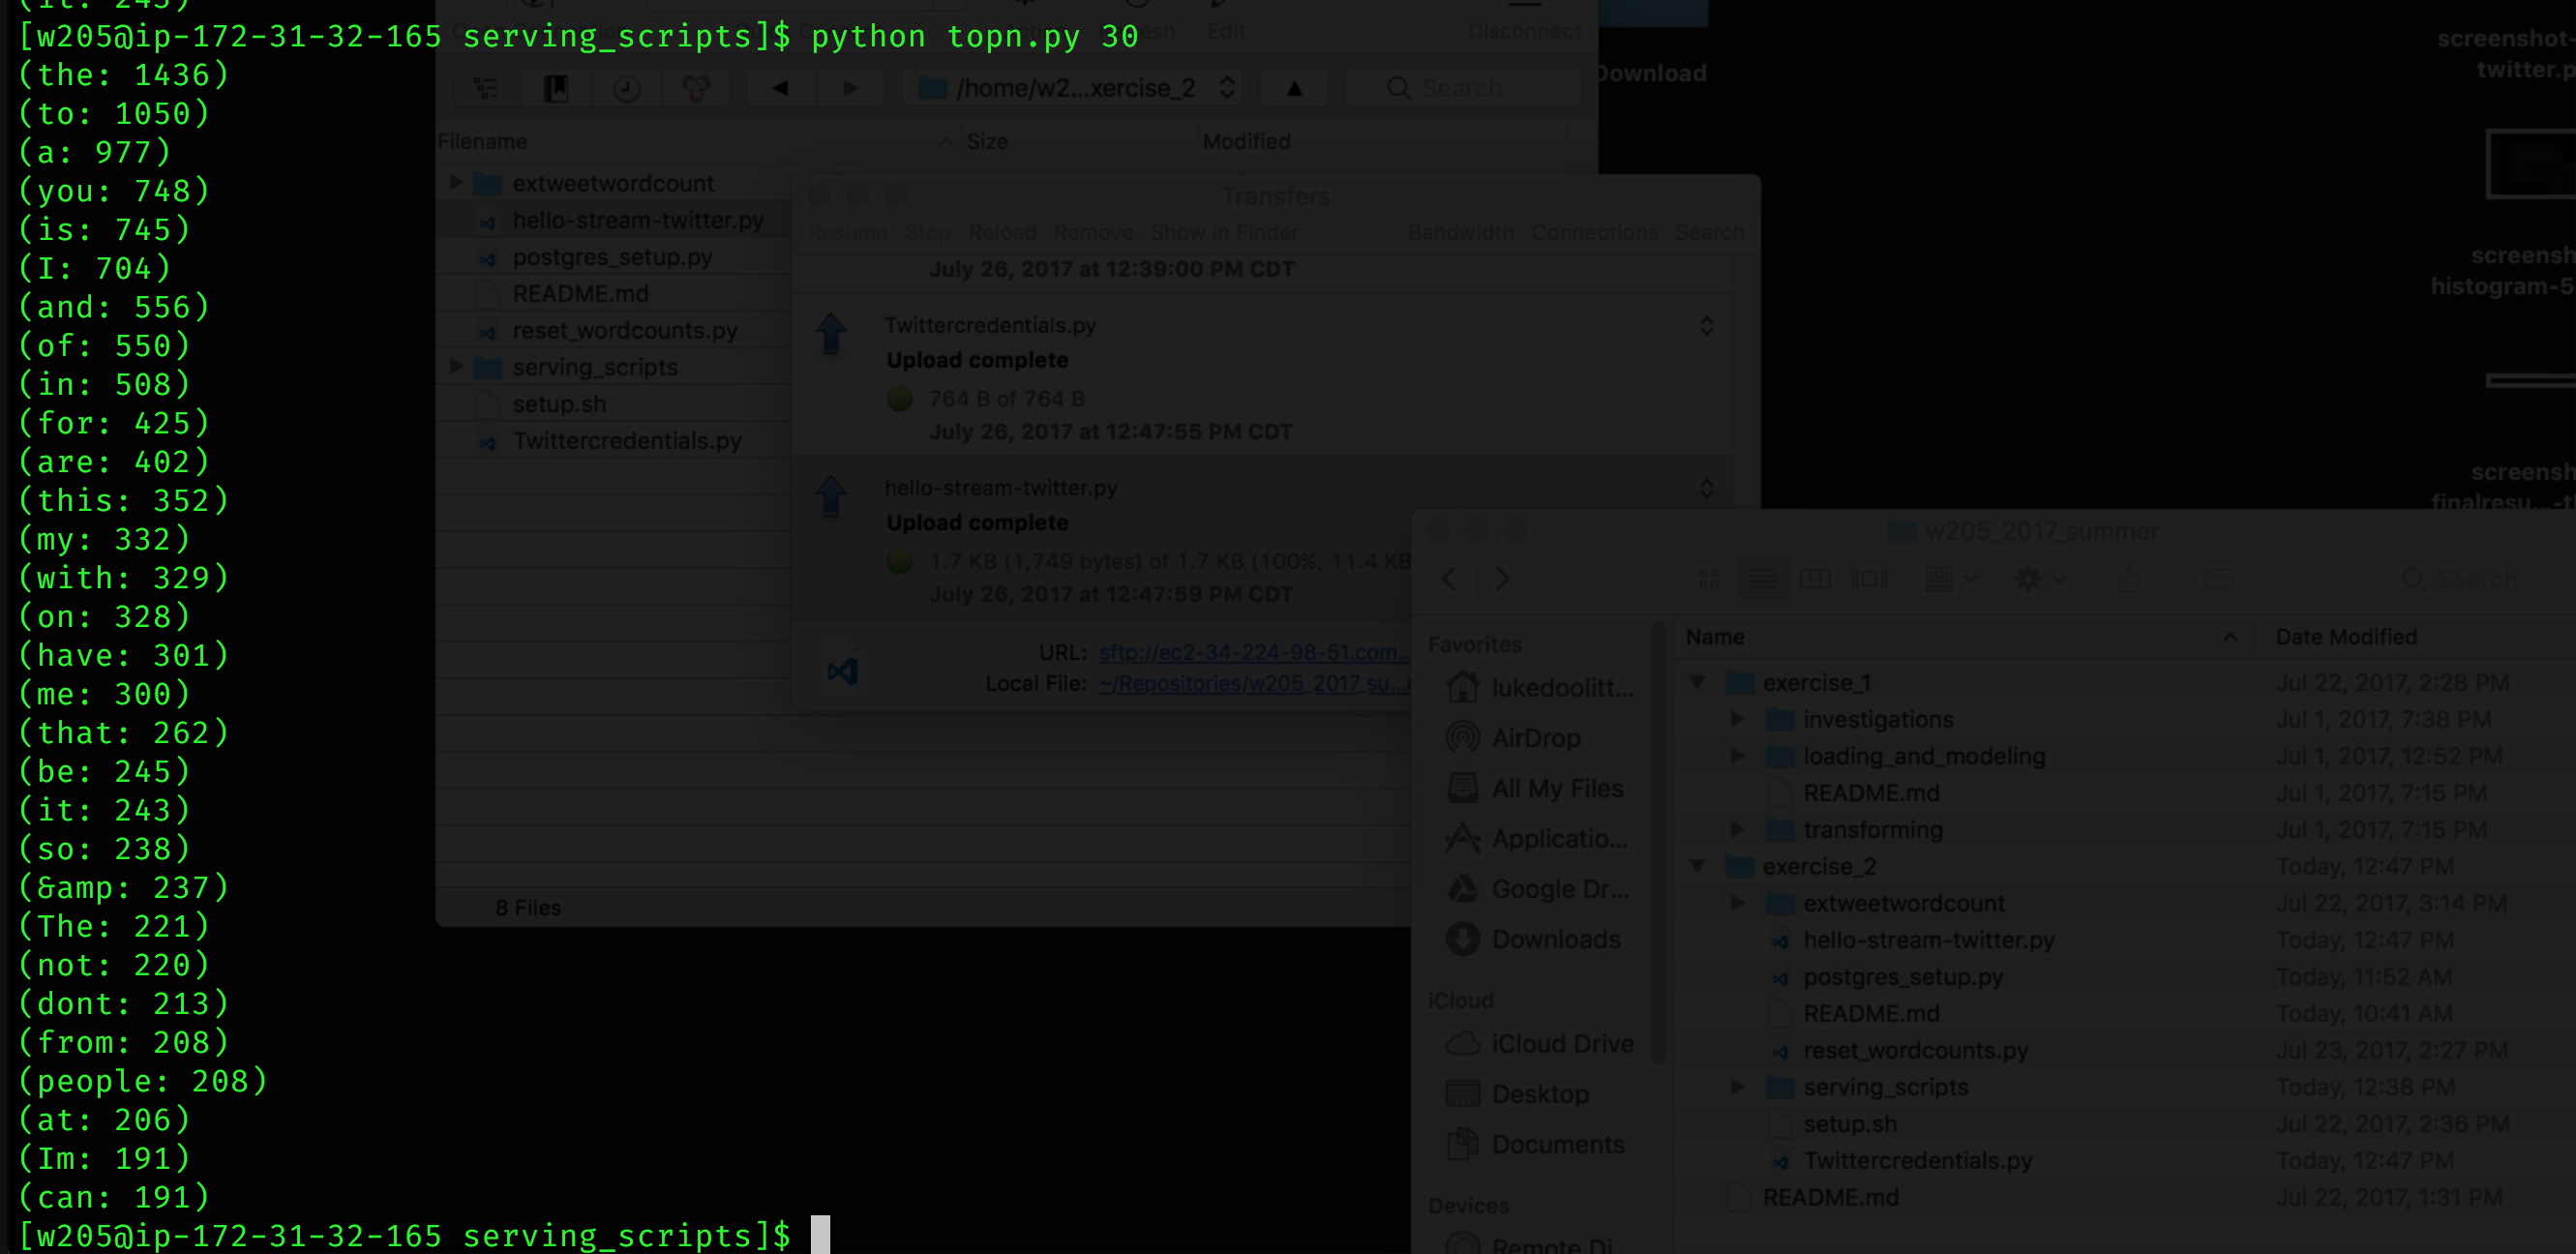 [w205@ip-172-31-32-165 serving_scripts]$ python topn.py 30
(the: 1436)
(to: 1050)
(a: 977)
(you: 748)
(is: 745)
(I: 704)
(and: 556)
(of: 550)
(in: 508)
(for: 425)
(are: 402)
(this: 352)
(my: 332)
(with: 329)
(on: 328)
(have: 301)
(me: 300)
(that: 262)
(be: 245)
(it: 243)
(so: 238)
(&amp: 237)
(The: 221)
(not: 220)
(dont: 213)
(from: 208)
(people: 208)
(at: 206)
(Im: 191)
(can: 191)
[w205@ip-172-31-32-165 serving_scripts]$
Edit
Disconnect
/home/w2...xercise_2
Search
Filename Size Modified
extweetwordcount
hello-stream-twitter.py
postgres_setup.py
README.md
reset_wordcounts.py
serving_scripts
setup.sh
Twittercredentials.py
8 Files
Download
Transfers
Resume Stop Reload Remove Show in Finder Bandwidth Connections Search
July 26, 2017 at 12:39:00 PM CDT
Twittercredentials.py
Upload complete
764 B of 764 B
July 26, 2017 at 12:47:55 PM CDT
hello-stream-twitter.py
Upload complete
1.7 KB (1,749 bytes) of 1.7 KB (100%, 11.4 KB
July 26, 2017 at 12:47:59 PM CDT
URL: sftp://ec2-34-224-98-51.com...
Local File: ~/Repositories/w205_2017_su...
screenshot-
twitter.p
screensh
histogram-5
screensh
finalresu...-t
w205_2017_summer
Search
Favorites
lukedoolitt...
AirDrop
All My Files
Applicatio...
Google Dr...
Downloads
iCloud
iCloud Drive
Desktop
Documents
Devices
Remote Di
Name Date Modified
exercise_1 Jul 22, 2017, 2:28 PM
investigations Jul 1, 2017, 7:38 PM
loading_and_modeling Jul 1, 2017, 12:52 PM
README.md Jul 1, 2017, 7:15 PM
transforming Jul 1, 2017, 7:15 PM
exercise_2 Today, 12:47 PM
extweetwordcount Jul 22, 2017, 3:14 PM
hello-stream-twitter.py Today, 12:47 PM
postgres_setup.py Today, 11:52 AM
README.md Today, 10:41 AM
reset_wordcounts.py Jul 23, 2017, 2:27 PM
serving_scripts Today, 12:38 PM
setup.sh Jul 22, 2017, 2:36 PM
Twittercredentials.py Today, 12:47 PM
README.md Jul 22, 2017, 1:31 PM